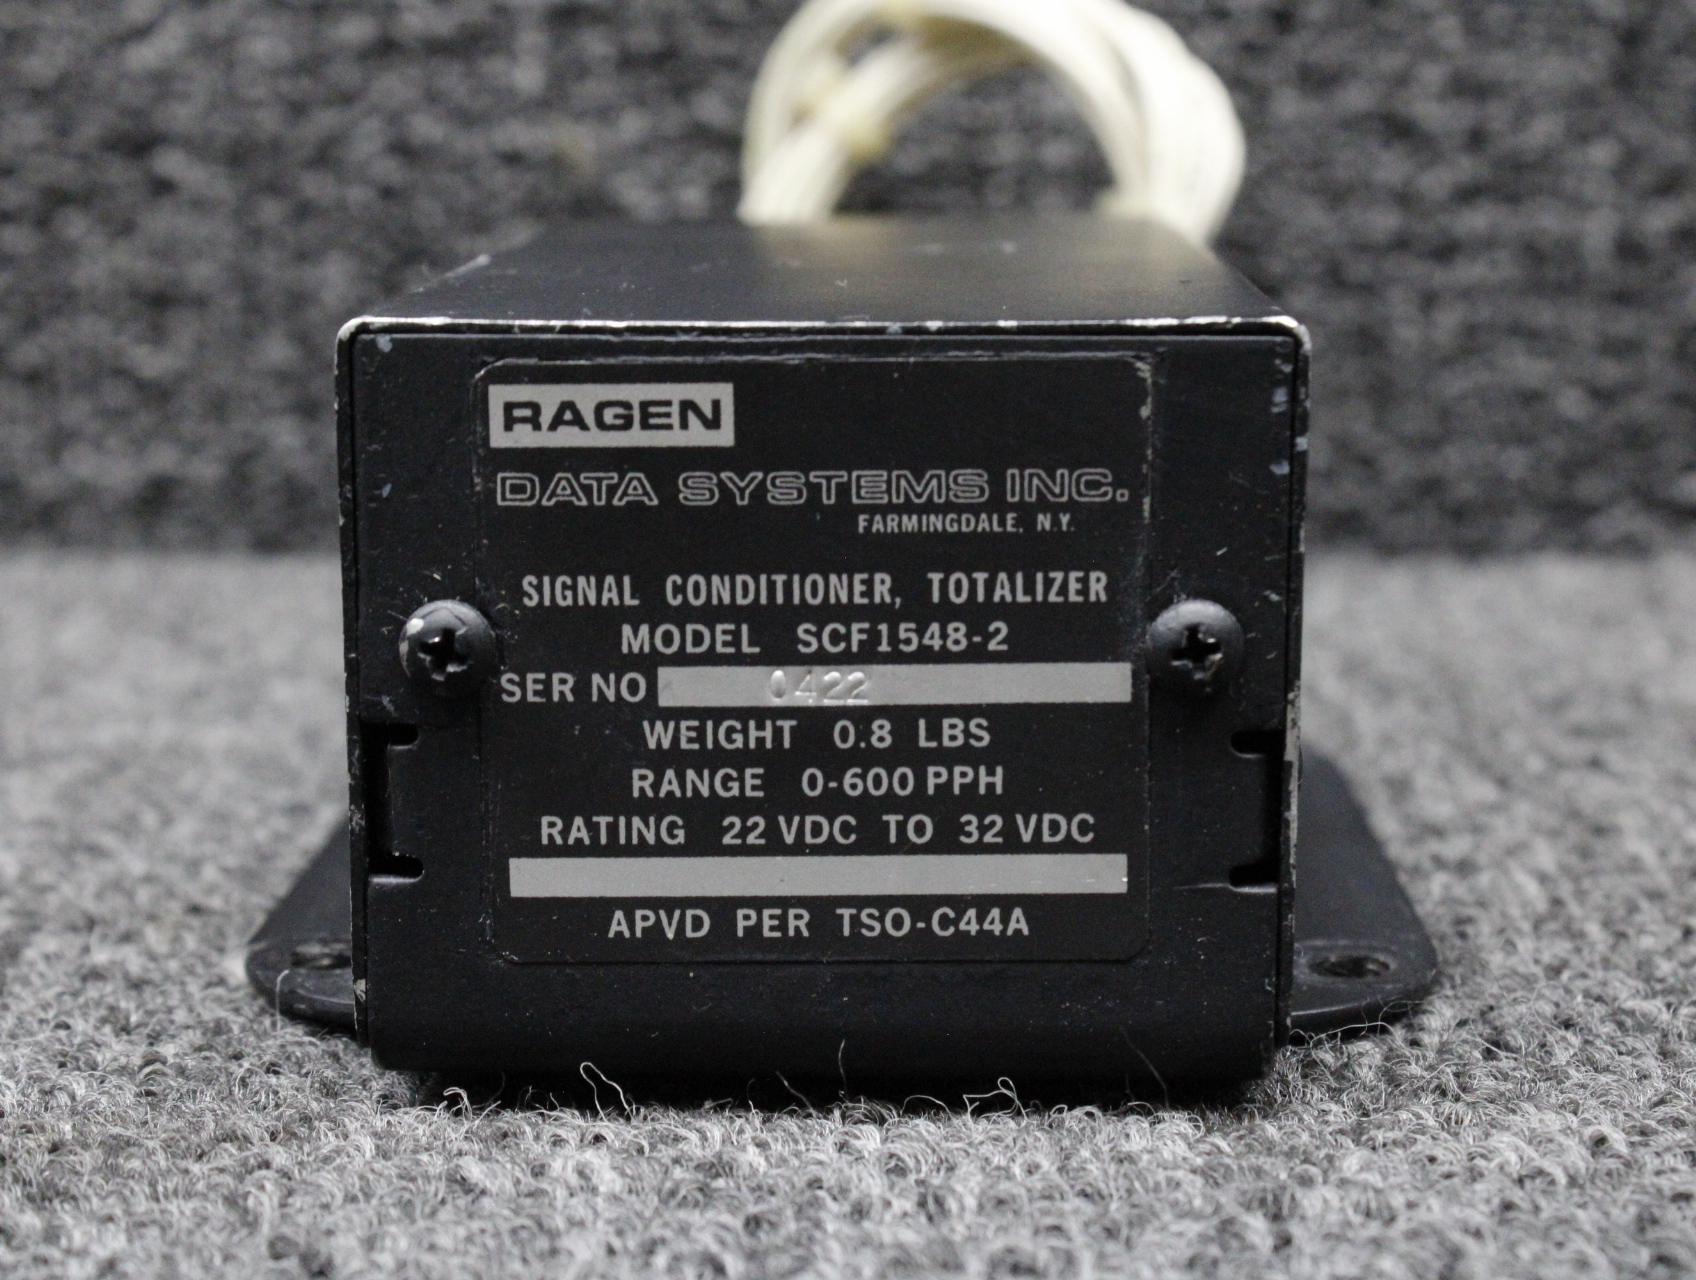 RAGEN
DATA SYSTEMS INC.
FARMINGDALE, N.Y.
SIGNAL CONDITIONER, TOTALIZER
MODEL SCF1548-2
SER NO 0422
WEIGHT 0.8 LBS
RANGE 0-600 PPH
RATING 22 VDC TO 32 VDC
APVD PER TSO-C44A